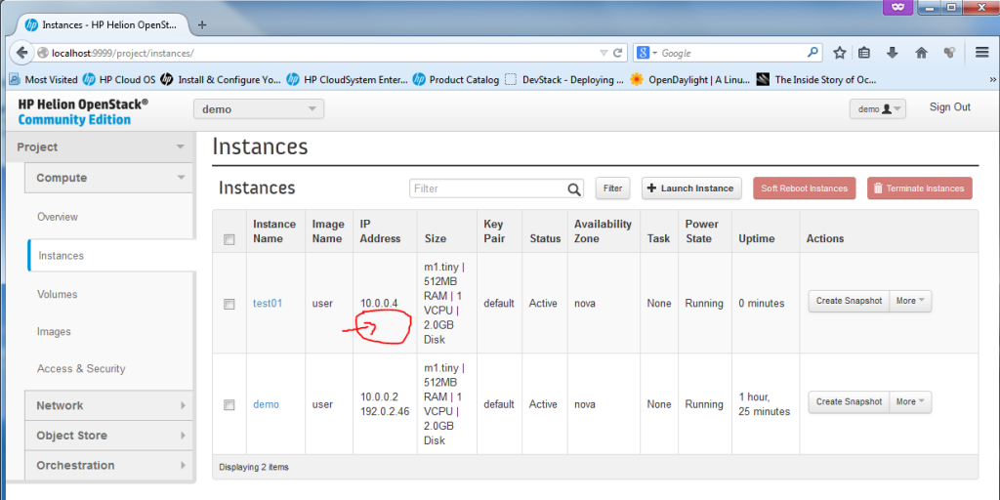 Instances - HP Helion OpenSt...
localhost:9999/project/instances/
Google
Most Visited HP Cloud OS Install & Configure Yo... HP CloudSystem Enter... Product Catalog DevStack - Deploying ... OpenDaylight | A Linu... The Inside Story of Oc... »
HP Helion OpenStack®
Community Edition
demo
demo
Sign Out
Project
Compute
Overview
Instances
Volumes
Images
Access & Security
Network
Object Store
Orchestration
Instances
Instances
Filter
Filter
Launch Instance
Soft Reboot Instances
Terminate Instances
Instance Name
Image Name
IP Address
Size
Key Pair
Status
Availability Zone
Task
Power State
Uptime
Actions
test01
user
10.0.0.4
m1.tiny |
512MB
RAM | 1
VCPU |
2.0GB
Disk
default
Active
nova
None
Running
0 minutes
Create Snapshot
More
demo
user
10.0.0.2
192.0.2.46
m1.tiny |
512MB
RAM | 1
VCPU |
2.0GB
Disk
default
Active
nova
None
Running
1 hour,
25 minutes
Create Snapshot
More
Displaying 2 items